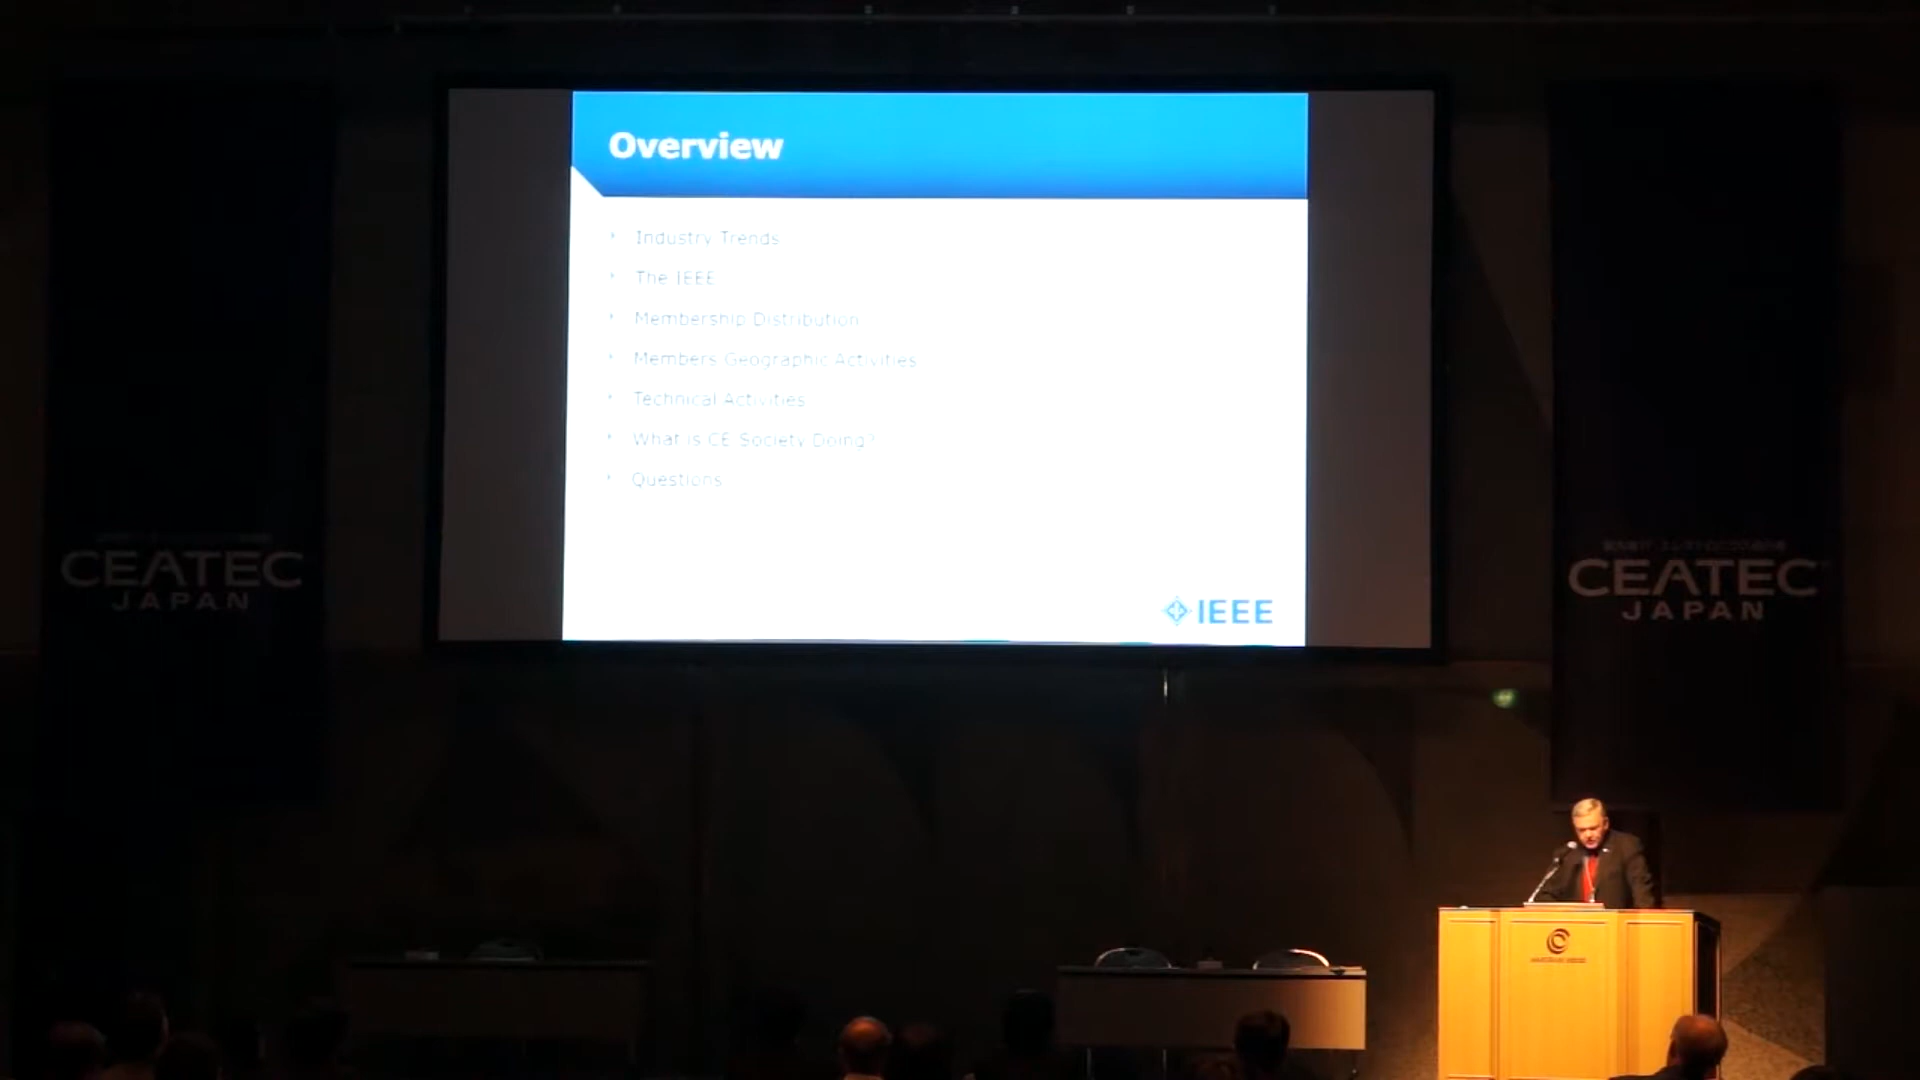 Overview
Industry Trends
The IEEE
Membership Distribution
Members Geographic Activities
Technical Activities
What is CE Society Doing?
Questions
IEEE
CEATEC
JAPAN
CEATEC
JAPAN